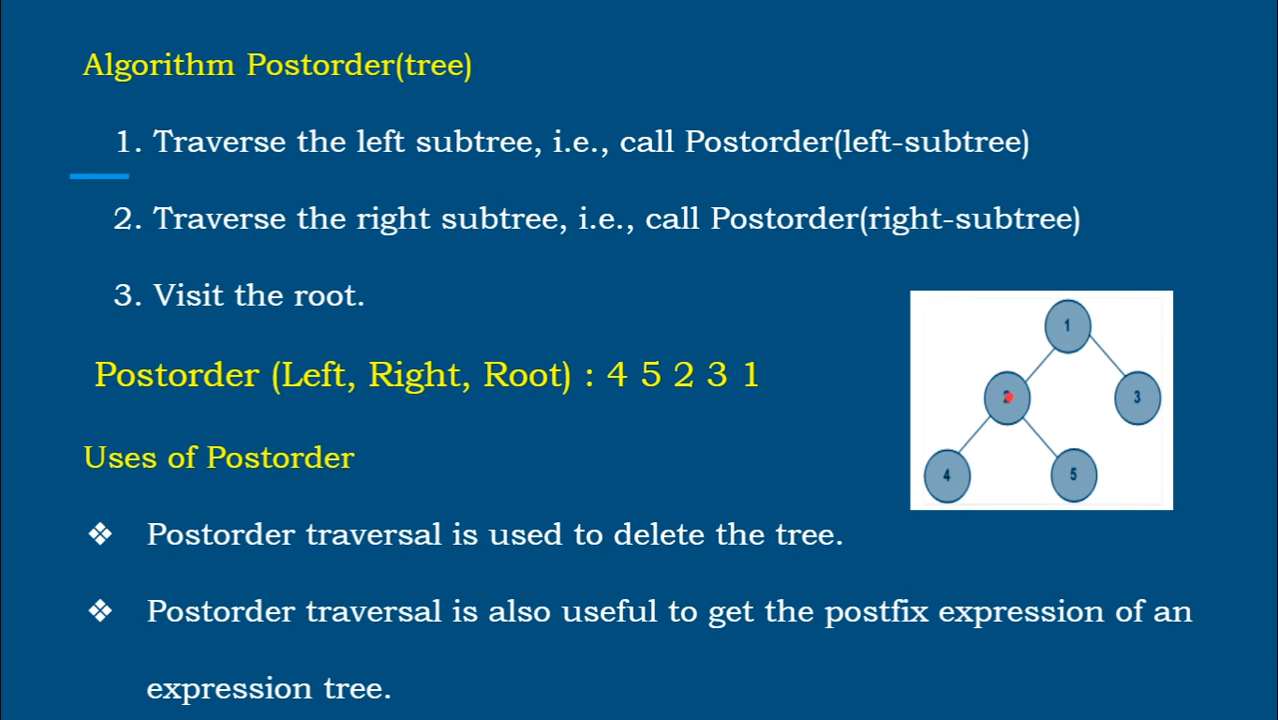 Algorithm Postorder(tree)
1. Traverse the left subtree, i.e., call Postorder(left-subtree)
2. Traverse the right subtree, i.e., call Postorder(right-subtree)
3. Visit the root.
Postorder (Left, Right, Root) : 4 5 2 3 1
1
2
3
4
5
Uses of Postorder
❖ Postorder traversal is used to delete the tree.
❖ Postorder traversal is also useful to get the postfix expression of an
expression tree.